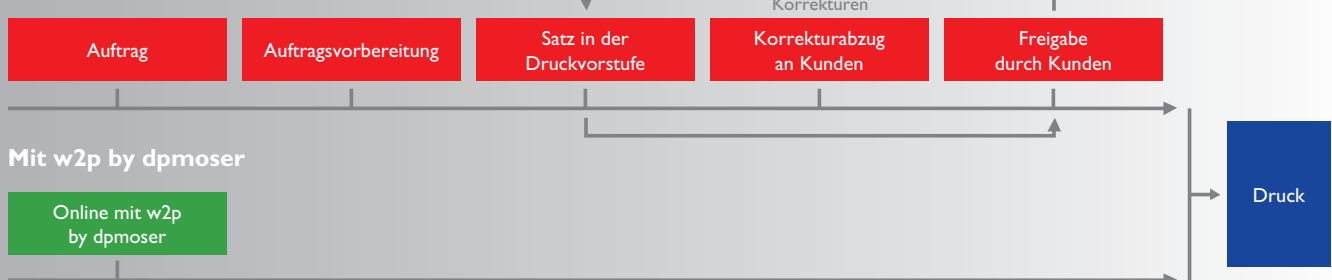 Korrekturen
Auftrag
Auftragsvorbereitung
Satz in der
Druckvorstufe
Korrekturabzug
an Kunden
Freigabe
durch Kunden
Mit w2p by dpmoser
Online mit w2p
by dpmoser
Druck